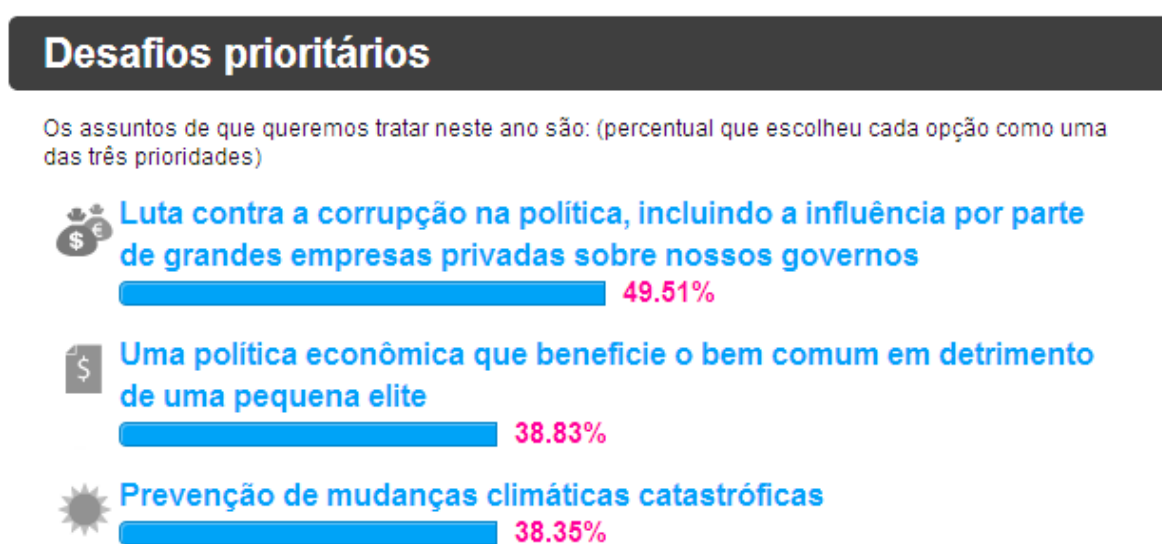 Desafios prioritários
Os assuntos de que queremos tratar neste ano são: (percentual que escolheu cada opção como uma
das três prioridades)
$ €
Luta contra a corrupção na política, incluindo a influência por parte
de grandes empresas privadas sobre nossos governos
49.51%
$
Uma política econômica que beneficie o bem comum em detrimento
de uma pequena elite
38.83%
Prevenção de mudanças climáticas catastróficas
38.35%